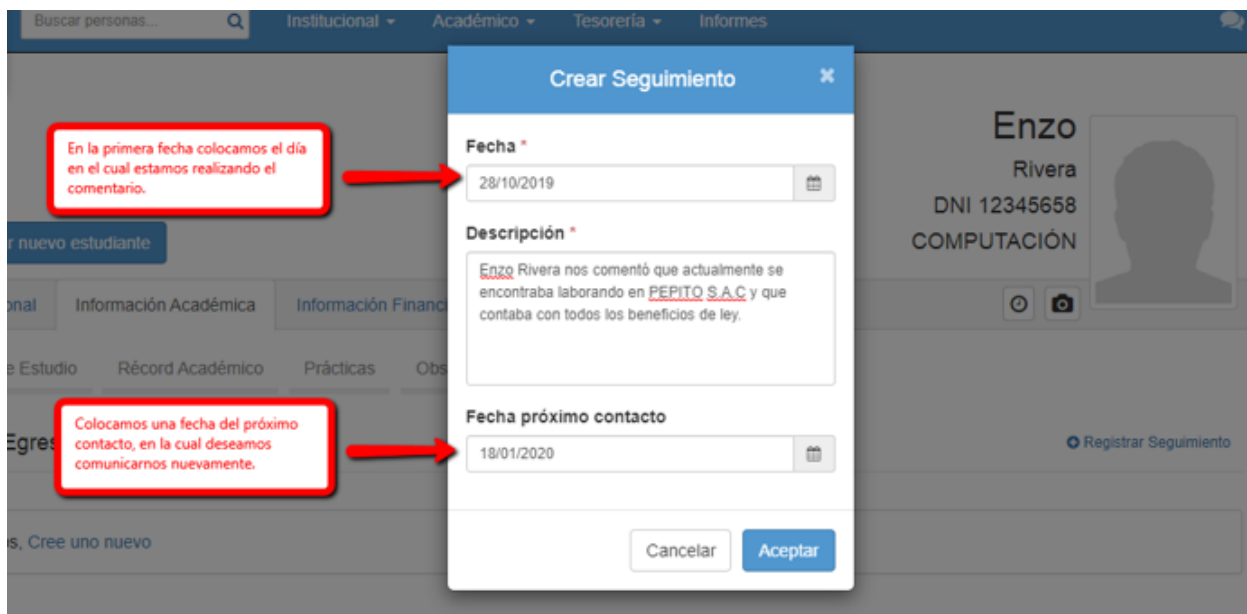 Buscar personas... Institucional Académico Tesorería Informes
Crear Seguimiento
Enzo
Rivera
DNI 12345658
COMPUTACIÓN
En la primera fecha colocamos el día
en el cual estamos realizando el
comentario.
Fecha *
28/10/2019
r nuevo estudiante
Descripción *
Enzo Rivera nos comentó que actualmente se
encontraba laborando en PEPITO S.A.C y que
contaba con todos los beneficios de ley.
onal Información Académica Información Financi
e Estudio Récord Académico Prácticas Obs
Colocamos una fecha del próximo
contacto, en la cual deseamos
comunicarnos nuevamente.
Fecha próximo contacto
18/01/2020
Egres
Registrar Seguimiento
os, Cree uno nuevo
Cancelar Aceptar